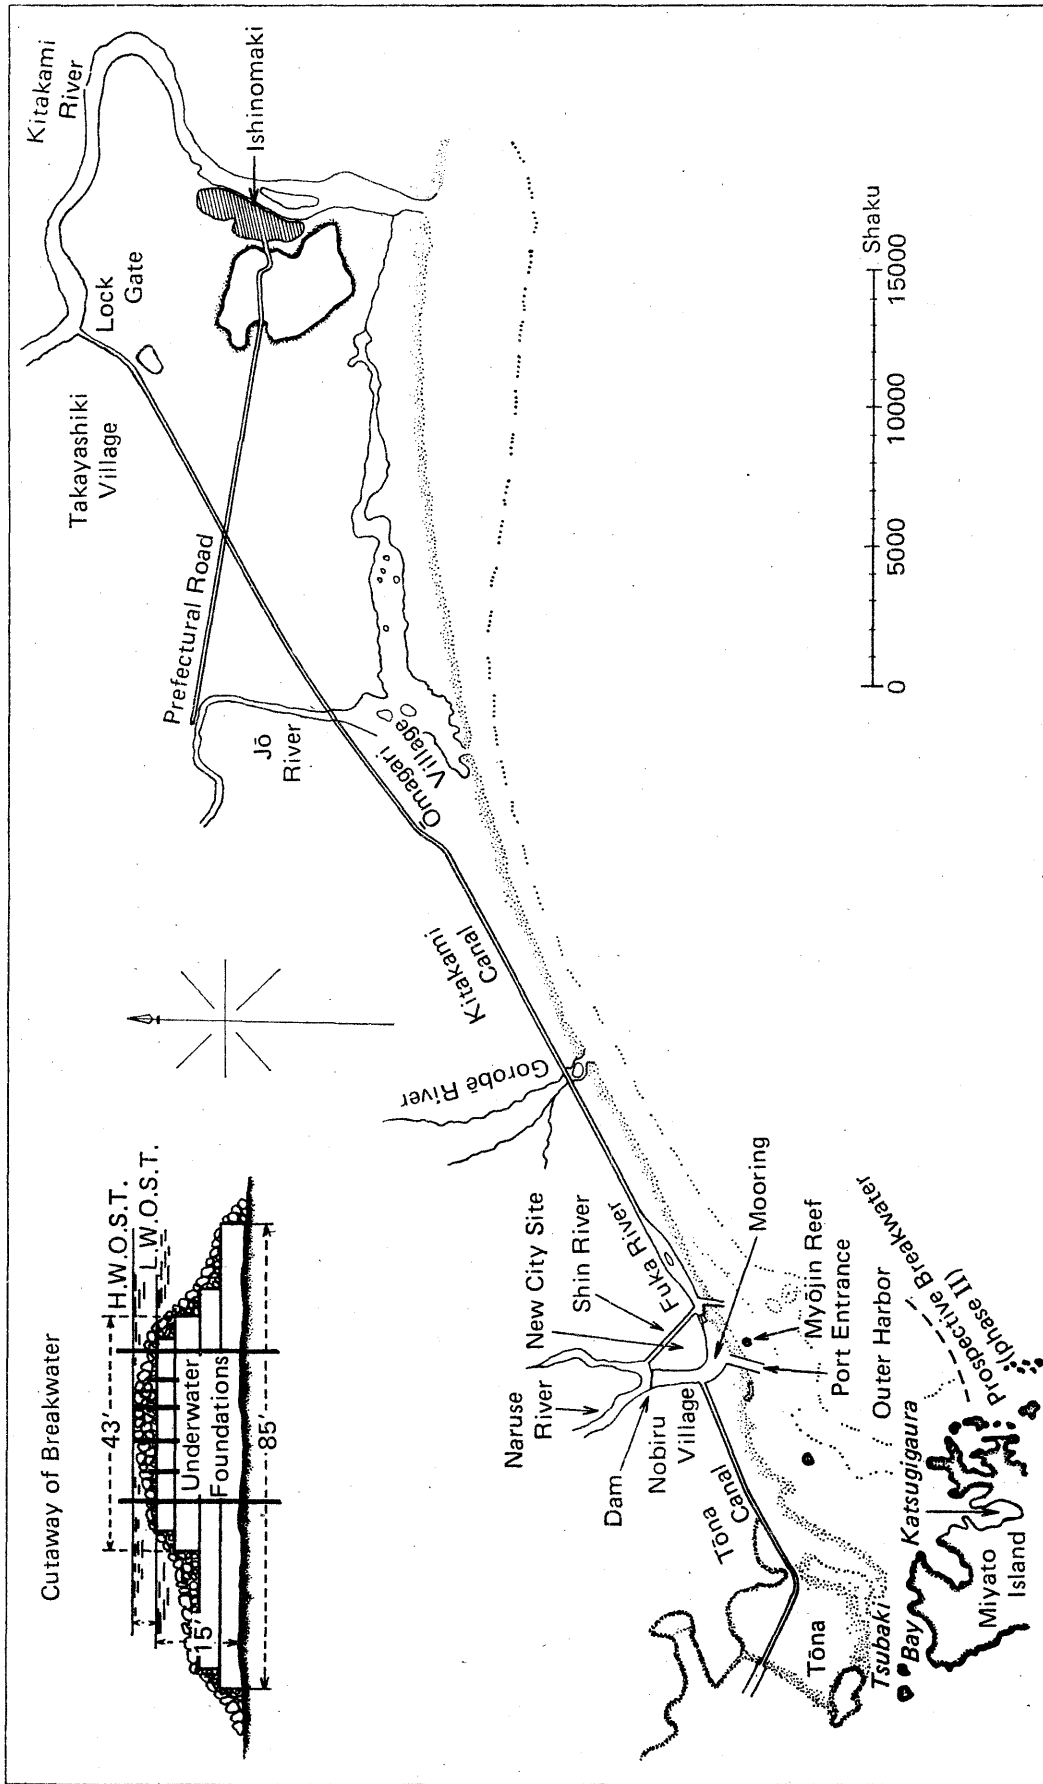 Cutaway of Breakwater
43'
H.W.O.S.T.
L.W.O.S.T.
15'
Underwater
Foundations
85'
Kitakami
River
Lock
Gate
Ishinomaki
Takayashiki
Village
Prefectural Road
Jō
River
Ōmagari
Village
Kitakami
Canal
Gorobē River
Naruse
River
New City Site
Shin River
Fuka River
Dam
Nobiru
Village
Mooring
Myōjin Reef
Port Entrance
Outer Harbor
Prospective Breakwater
(phase II)
Tōna
Canal
Tōna
Tsubaki
Bay
Katsugigaura
Miyato
Island
0
5000
10000
15000
Shaku